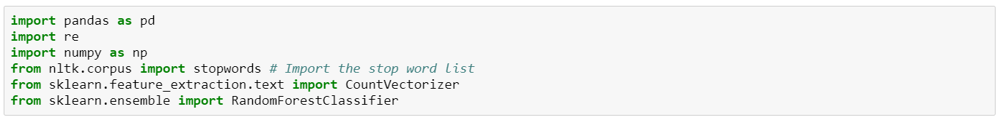 import pandas as pd
import re
import numpy as np
from nltk.corpus import stopwords # Import the stop word list
from sklearn.feature_extraction.text import CountVectorizer
from sklearn.ensemble import RandomForestClassifier